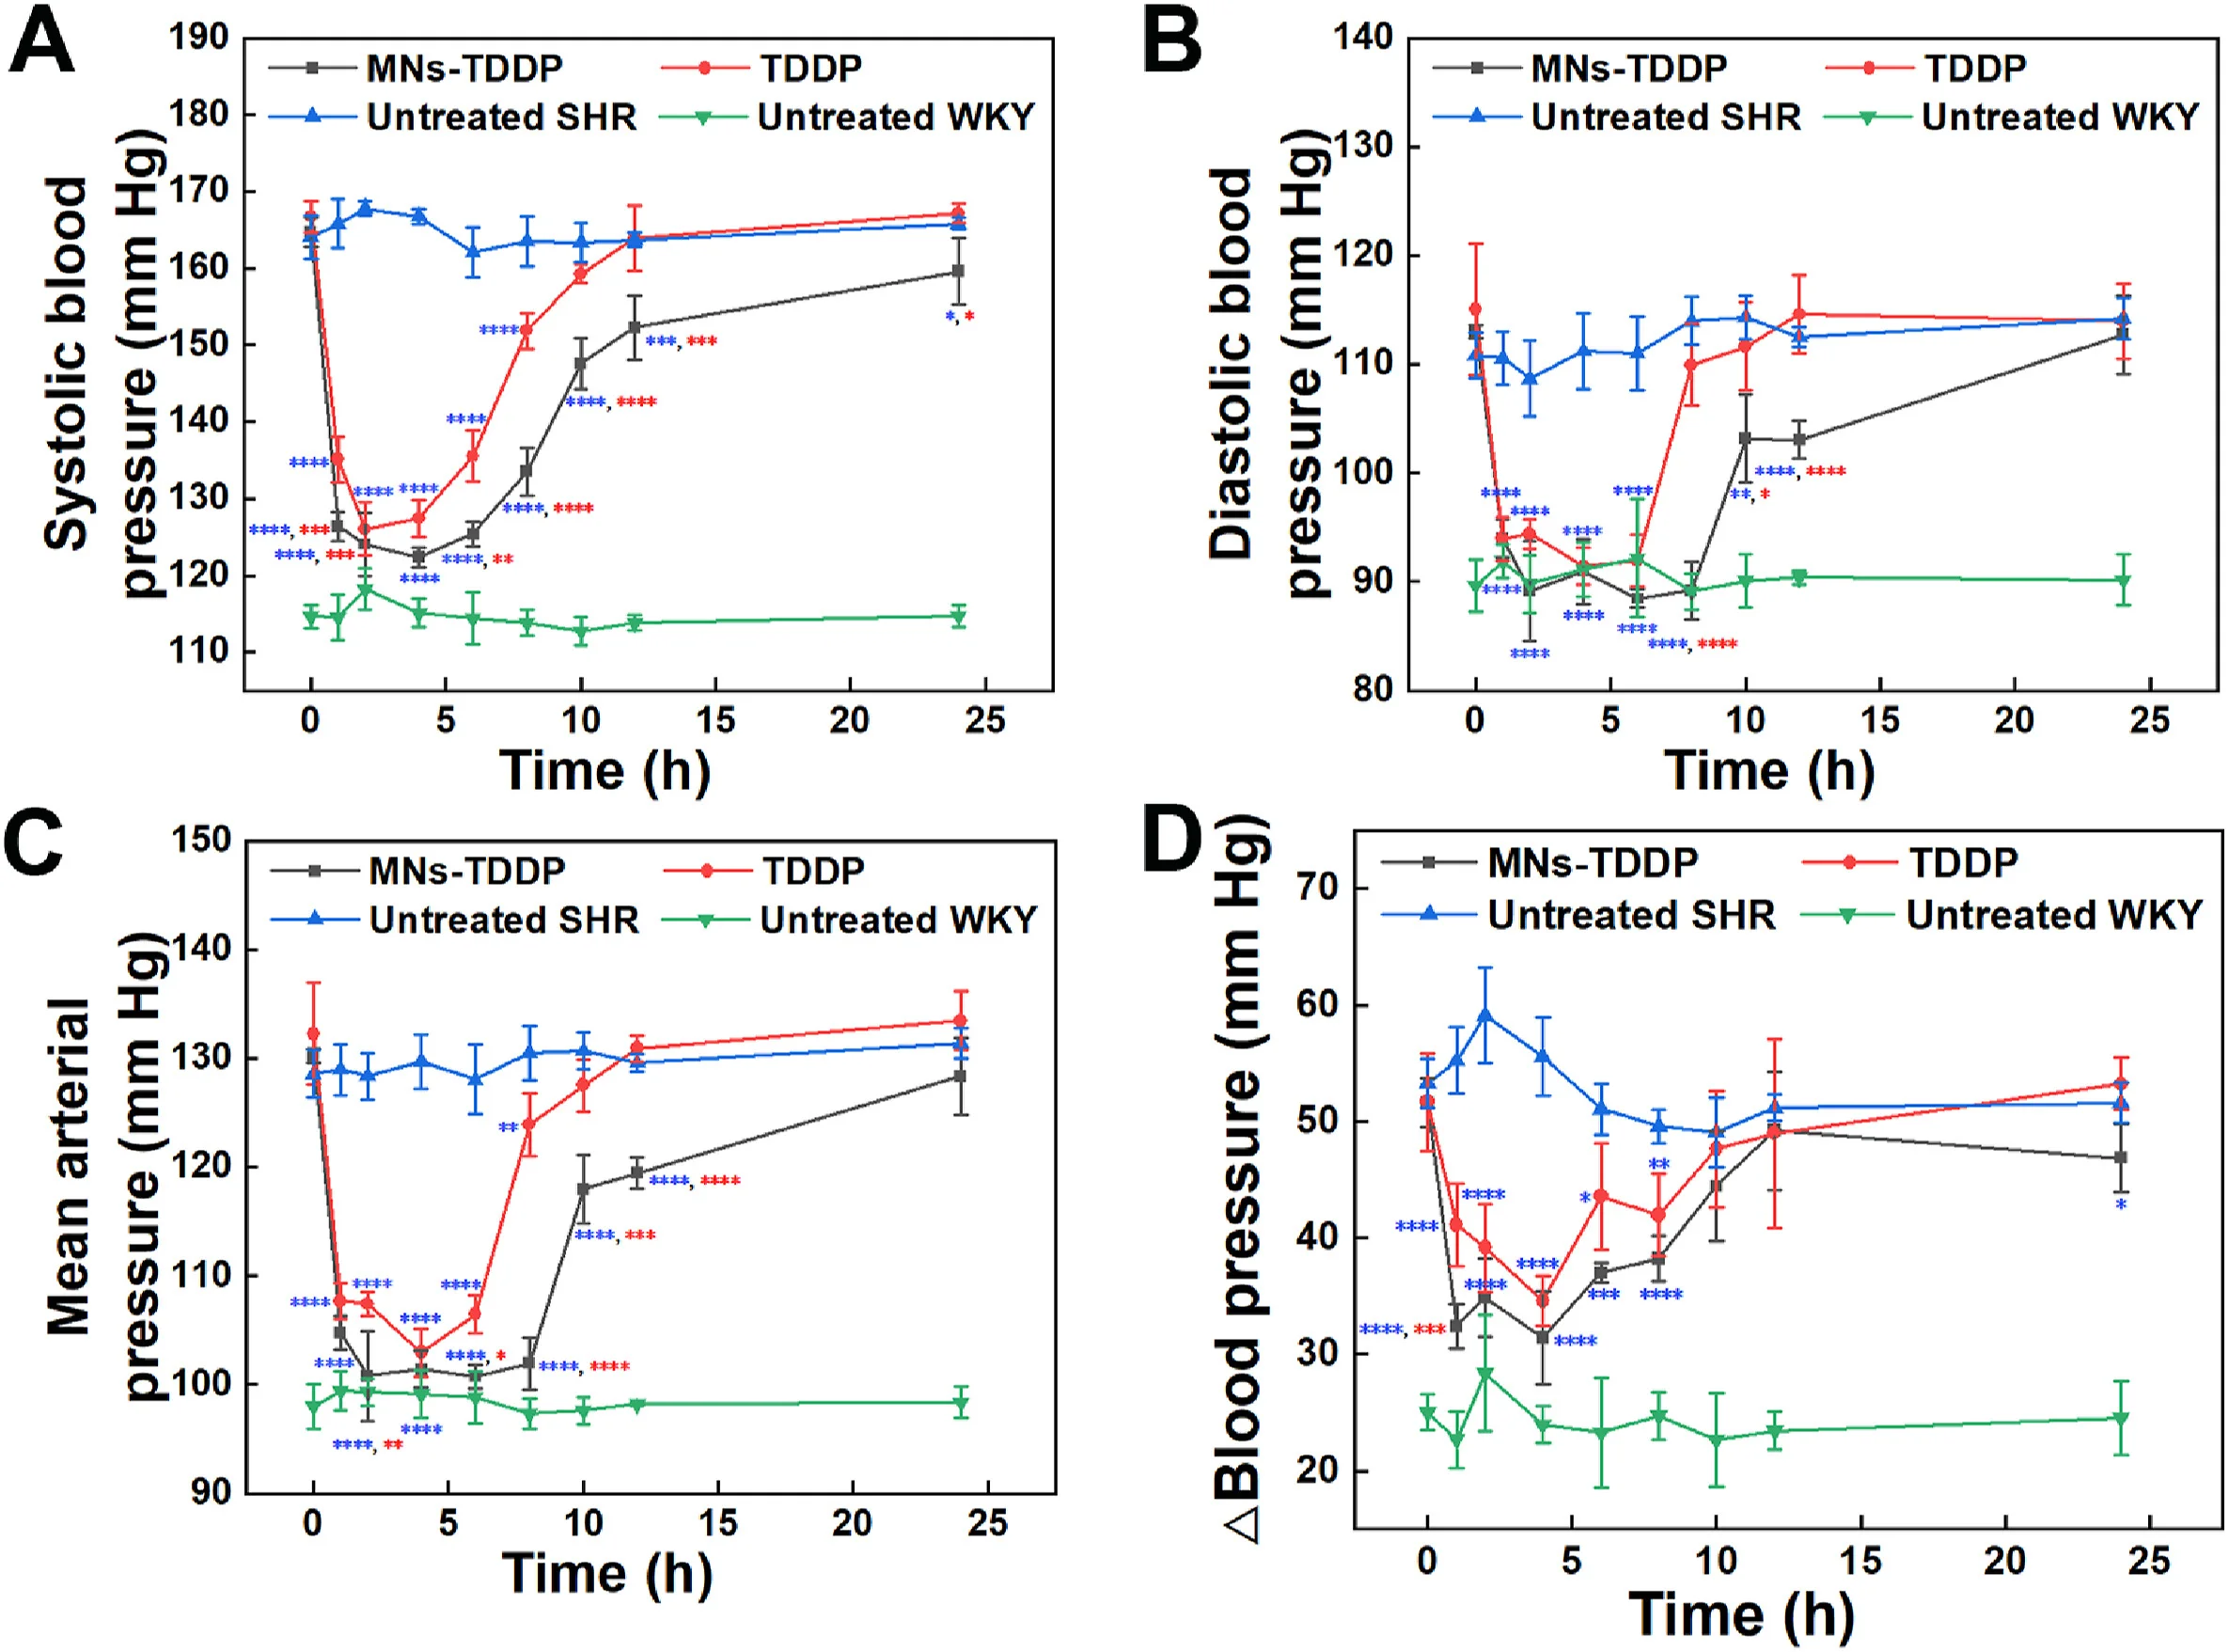 A
190
180
170
160
150
140
130
120
110
Systolic blood
pressure (mm Hg)
MNs-TDDP TDDP
Untreated SHR Untreated WKY
****
****, ***
****, ***
**** ****
****
****, **
****
****
****, ****
****, ****
***, ***
*, *
0 5 10 15 20 25
Time (h)
B
140
130
120
110
100
90
80
Diastolic blood
pressure (mm Hg)
MNs-TDDP TDDP
Untreated SHR Untreated WKY
****
****
****
****
****
****
****
****
****
****, ****
**, *
****, ****
0 5 10 15 20 25
Time (h)
C
150
140
130
120
110
100
90
Mean arterial
pressure (mm Hg)
MNs-TDDP TDDP
Untreated SHR Untreated WKY
****
****
****
****, **
****
****
****
****, *
**
****, ****
****, ***
****, ****
0 5 10 15 20 25
Time (h)
D
70
60
50
40
30
20
△Blood pressure (mm Hg)
MNs-TDDP TDDP
Untreated SHR Untreated WKY
****
****, ***
****
****
****
****
*
***
**
****
*
0 5 10 15 20 25
Time (h)